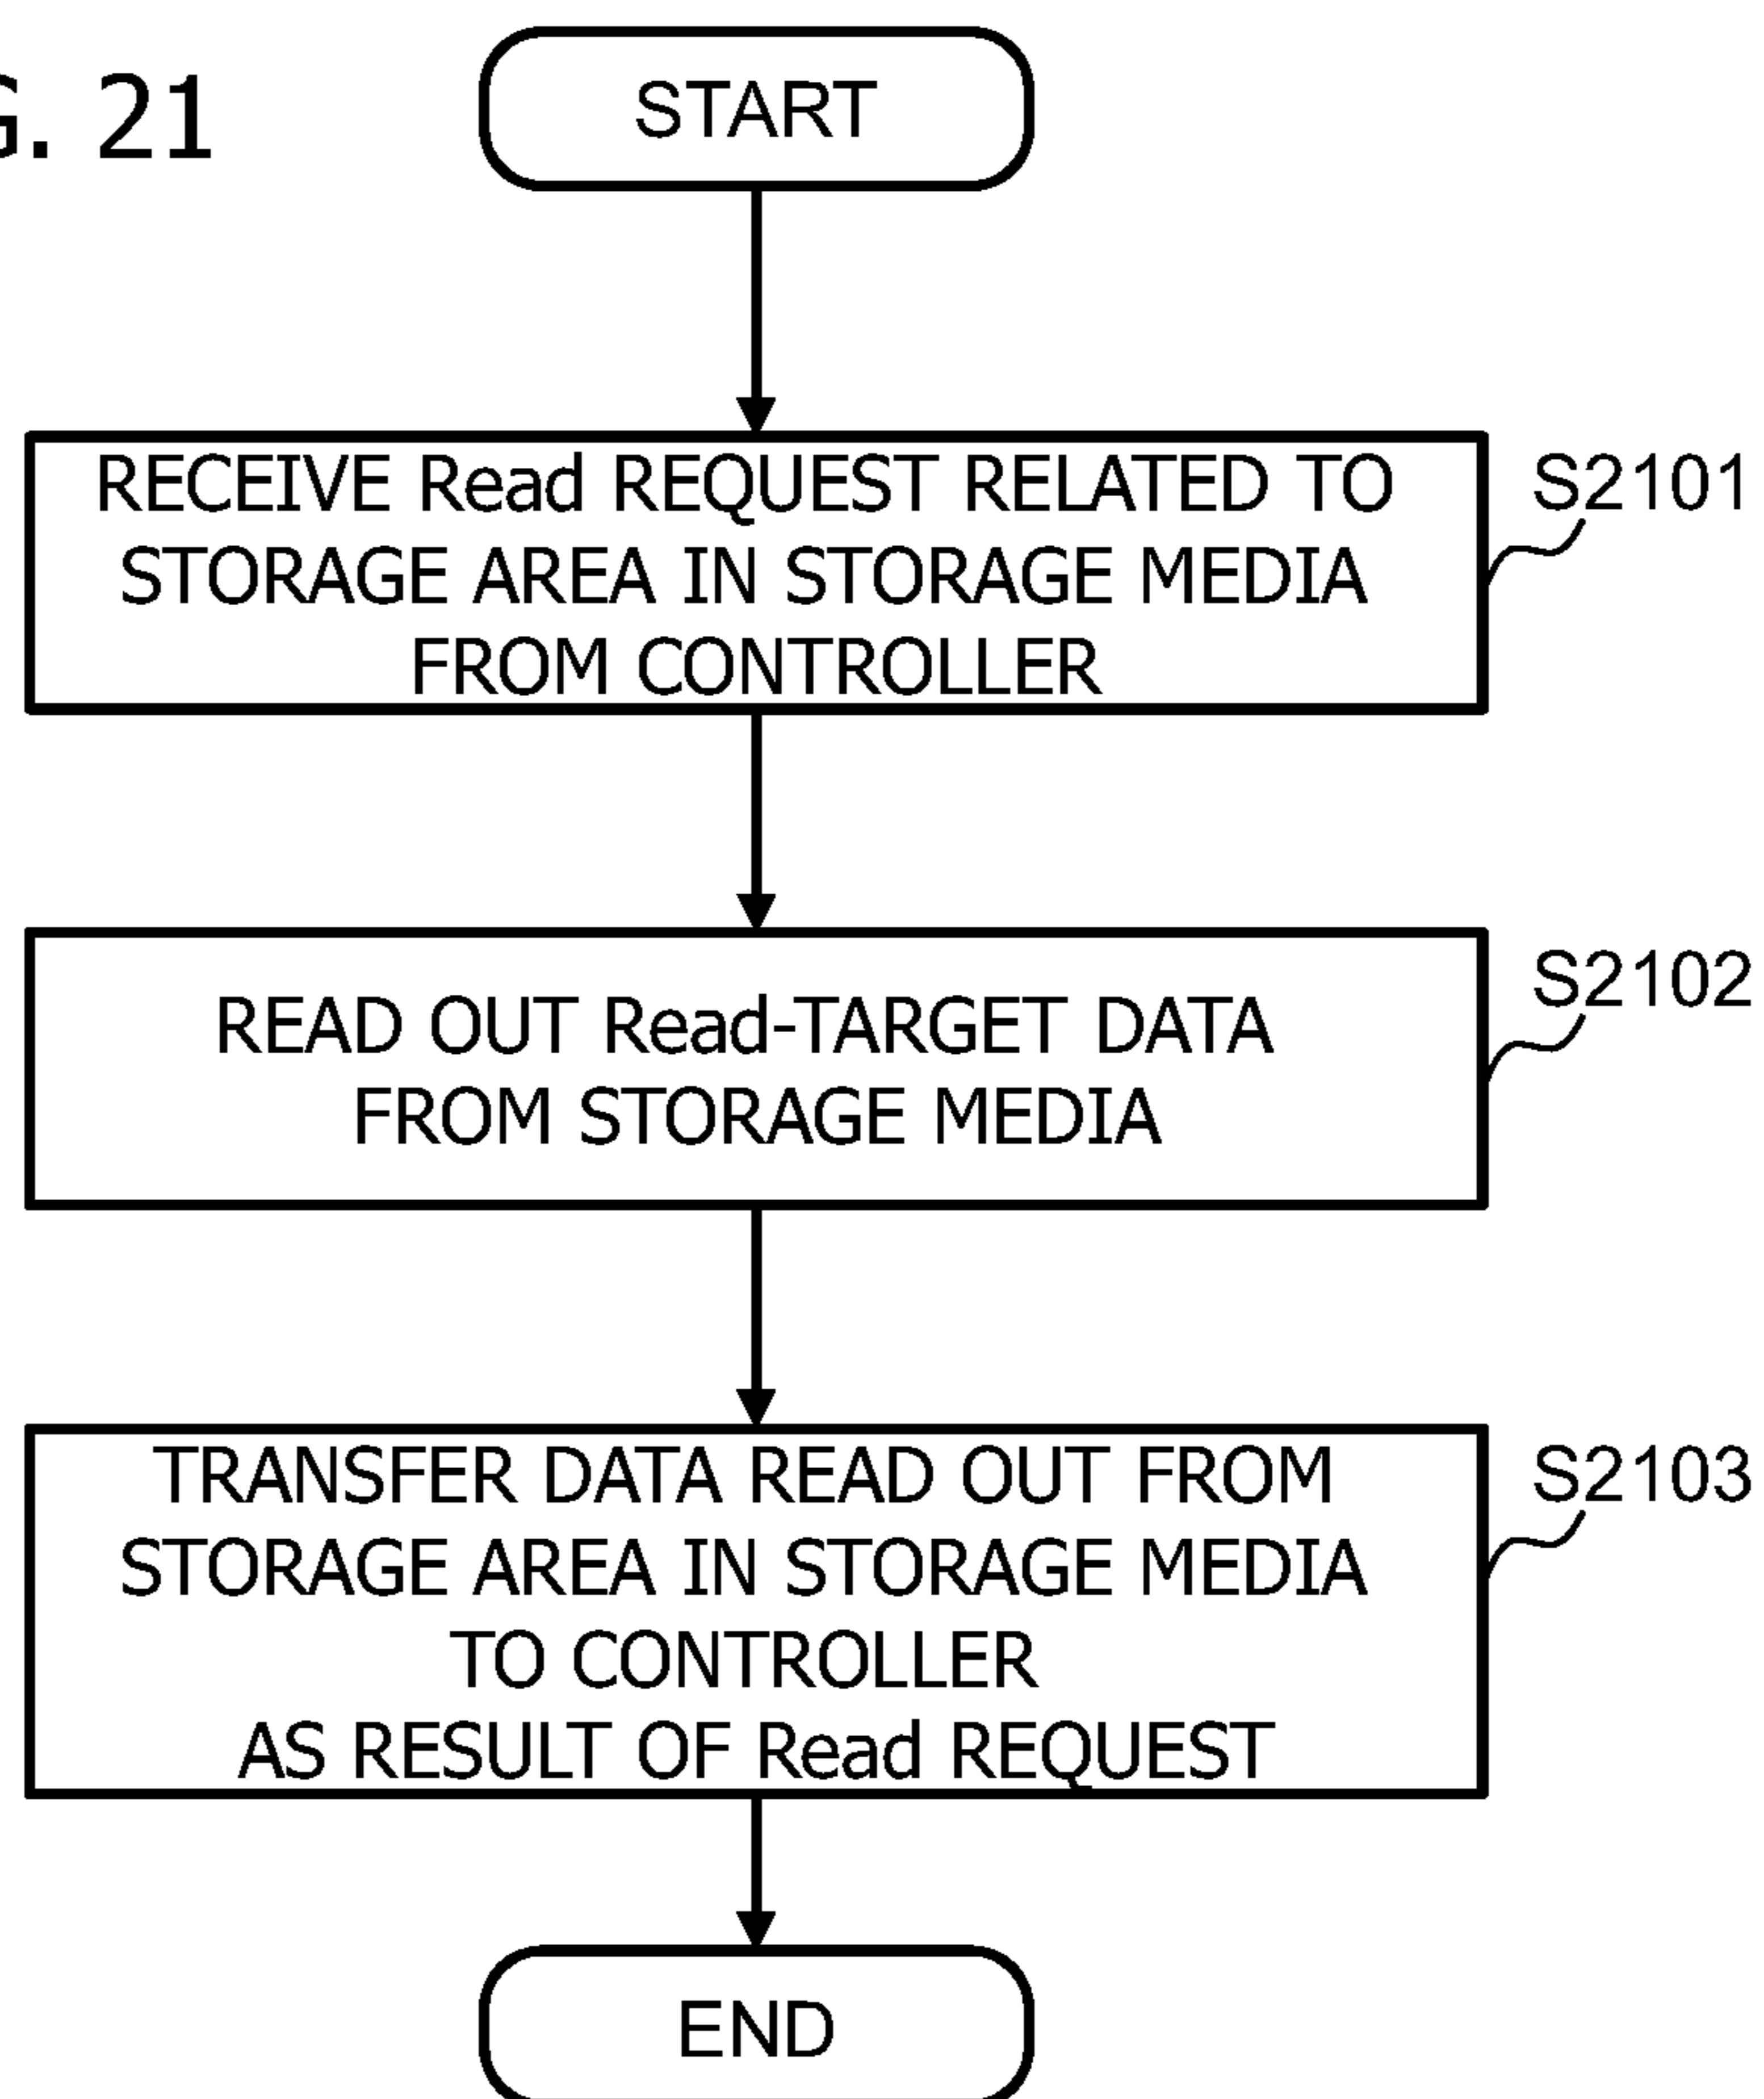 G. 21
START
RECEIVE Read REQUEST RELATED TO
STORAGE AREA IN STORAGE MEDIA
FROM CONTROLLER
S2101
READ OUT Read-TARGET DATA
FROM STORAGE MEDIA
S2102
TRANSFER DATA READ OUT FROM
STORAGE AREA IN STORAGE MEDIA
TO CONTROLLER
AS RESULT OF Read REQUEST
S2103
END